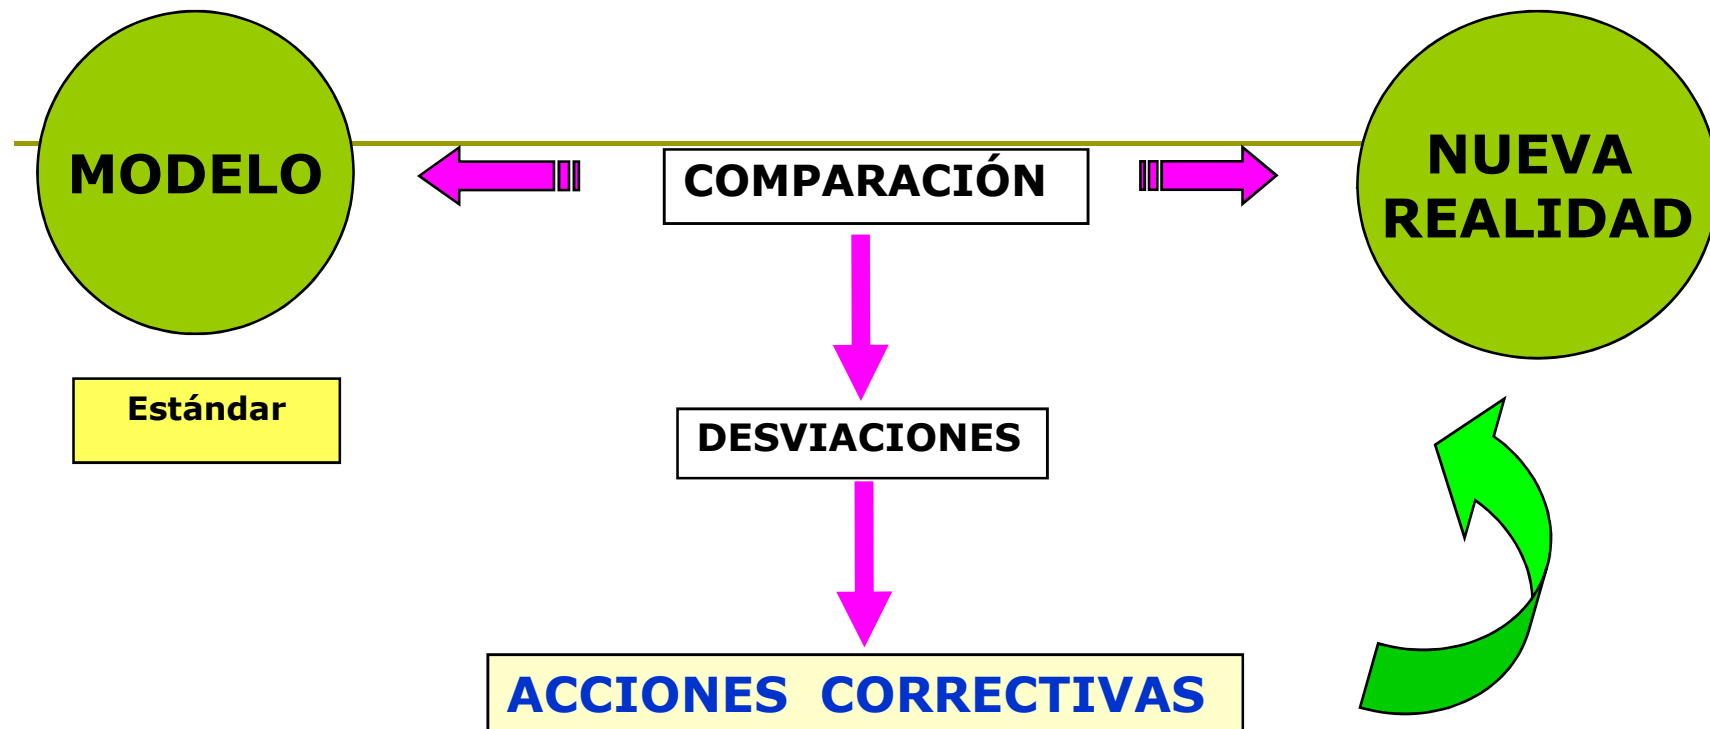 MODELO
COMPARACIÓN
NUEVA
REALIDAD
Estándar
DESVIACIONES
ACCIONES CORRECTIVAS